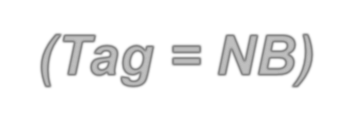 (Tag = NB)